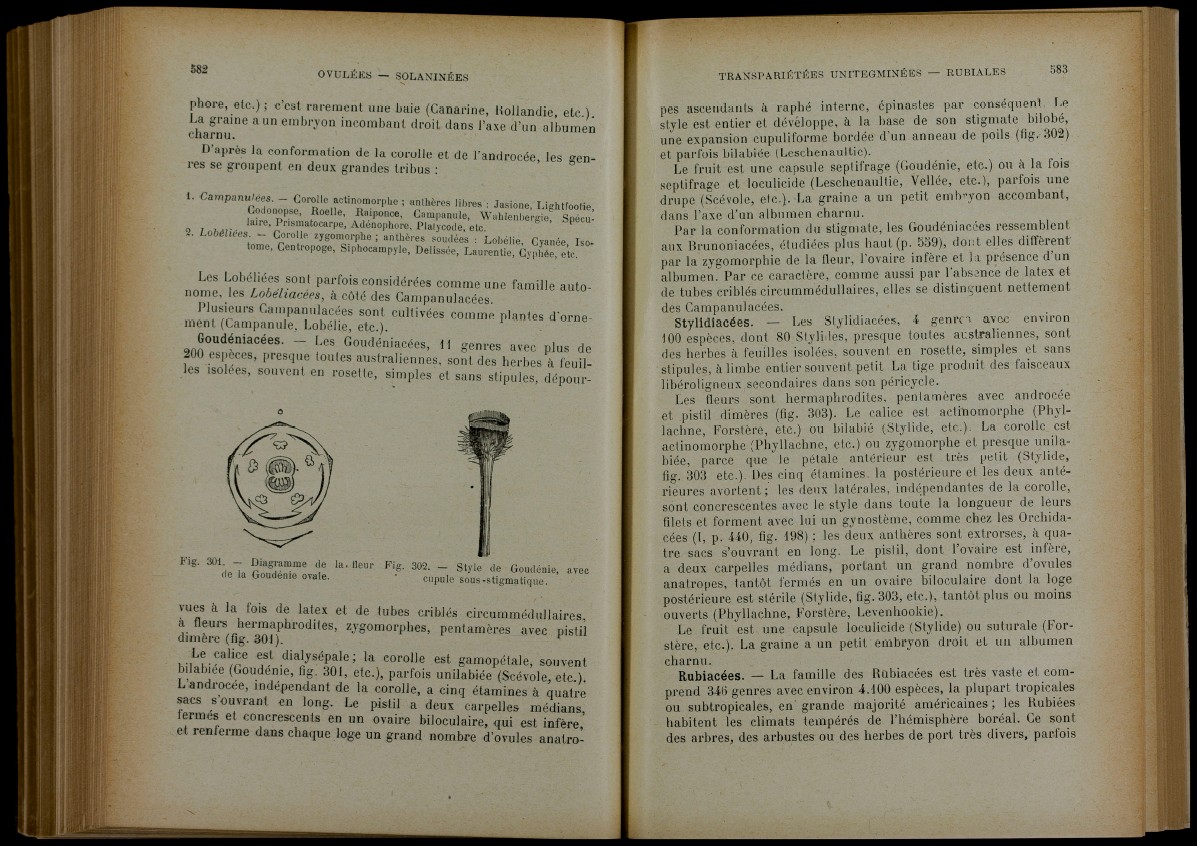 582
OVULÉES — SOLANINÉES
phore, etc.) ; c'est rarement une baie (Canarine, Rollandie, etc.).
La graine a un embryon incombant droit dans l'axe d'un albumen
charnu.
D'après la conformation de la corolle et de l'androcée, les gen-
res se groupent en deux grandes tribus :
1. Campanulées. — Corolle actinomorphe ; anthères libres : Jasione, Lightfootie,
Codonopse, Roelle, Raiponce, Campanule, Wahlenbergie, Spécu-
laire, Prismatocarpe, Adénophore, Platycode, etc.
2. Lobéliées. — Corolle zygomorphe ; anthères soudées : Lobélie, Cyanée, Iso-
tome, Centropoge, Siphocampyle, Delissée, Laurentie, Cyphée, etc.
Les Lobéliées sont parfois considérées comme une famille auto-
nome, les Lobéliacées, à côté des Campanulacées.
Plusieurs Campanulacées sont cultivées comme plantes d'orne-
ment (Campanule, Lobélie, etc.).
Goudéniacées. — Les Goudéniacées, 11 genres avec plus de
200 espèces, presque toutes australiennes, sont des herbes à feuil-
les isolées, souvent en rosette, simples et sans stipules, dépour-
Fig. 301. — Diagramme de la fleur
de la Goudénie ovale.
Fig. 302. — Style de Goudénie, avec
cupule sous-stigmatique.
vues à la fois de latex et de tubes criblés circummédullaires,
à fleurs hermaphrodites, zygomorphes, pentamères avec pistil
dimère (fig. 301).
Le calice est dialysépale ; la corolle est gamopétale, souvent
bilabiée (Goudénie, fig. 301, etc.), parfois unilabiée (Scévole, etc.).
L'androcée, indépendant de la corolle, a cinq étamines à quatre
sacs s'ouvrant en long. Le pistil a deux carpelles médians,
fermés et concrescents en un ovaire biloculaire, qui est infère,
et renferme dans chaque loge un grand nombre d'ovules anatro-
TRANSPARIÉTÉES UNITEGMINÉES — RUBIALES
583
pes ascendants à raphé interne, épinastes par conséquent. Le
style est entier et développe, à la base de son stigmate bilobé,
une expansion cupuliforme bordée d'un anneau de poils (fig. 302)
et parfois bilabiée (Leschenaultie).
Le fruit est une capsule septifrage (Goudénie, etc.) ou à la fois
septifrage et loculicide (Leschenaultie, Vellée, etc.), parfois une
drupe (Scévole, etc.). La graine a un petit embryon accombant,
dans l'axe d'un albumen charnu.
Par la conformation du stigmate, les Goudéniacées ressemblent
aux Brunoniacées, étudiées plus haut (p. 559), dont elles diffèrent
par la zygomorphie de la fleur, l'ovaire infère et la présence d'un
albumen. Par ce caractère, comme aussi par l'absence de latex et
de tubes criblés circummédullaires, elles se distinguent nettement
des Campanulacées.
Stylidiacées. — Les Stylidiacées, 4 genres avec environ
100 espèces, dont 80 Stylides, presque toutes australiennes, sont
des herbes à feuilles isolées, souvent en rosette, simples et sans
stipules, à limbe entier souvent petit. La tige produit des faisceaux
libéroligneux secondaires dans son péricycle.
Les fleurs sont hermaphrodites, pentamères avec androcée
et pistil dimères (fig. 303). Le calice est actinomorphe (Phyl-
lachne, Forstère, etc.) ou bilabié (Stylide, etc.). La corolle est
actinomorphe (Phyllachne, etc.) ou zygomorphe et presque unila-
biée, parce que le pétale antérieur est très petit (Stylide,
fig. 303 etc.). Des cinq étamines, la postérieure et les deux anté-
rieures avortent ; les deux latérales, indépendantes de la corolle,
sont concrescentes avec le style dans toute la longueur de leurs
filets et forment avec lui un gynostème, comme chez les Orchida-
cées (I, p. 440, fig. 198) ; les deux anthères sont extrorses, à qua-
tre sacs s'ouvrant en long. Le pistil, dont l'ovaire est infère,
a deux carpelles médians, portant un grand nombre d'ovules
anatropes, tantôt fermés en un ovaire biloculaire dont la loge
postérieure est stérile (Stylide, fig. 303, etc.), tantôt plus ou moins
ouverts (Phyllachne, Forstère, Levenhookie).
Le fruit est une capsule loculicide (Stylide) ou suturale (For-
stère, etc.). La graine a un petit embryon droit et un albumen
charnu.
Rubiacées. — La famille des Rubiacées est très vaste et com-
prend 346 genres avec environ 4.100 espèces, la plupart tropicales
ou subtropicales, en grande majorité américaines ; les Rubiées
habitent les climats tempérés de l'hémisphère boréal. Ce sont
des arbres, des arbustes ou des herbes de port très divers, parfois